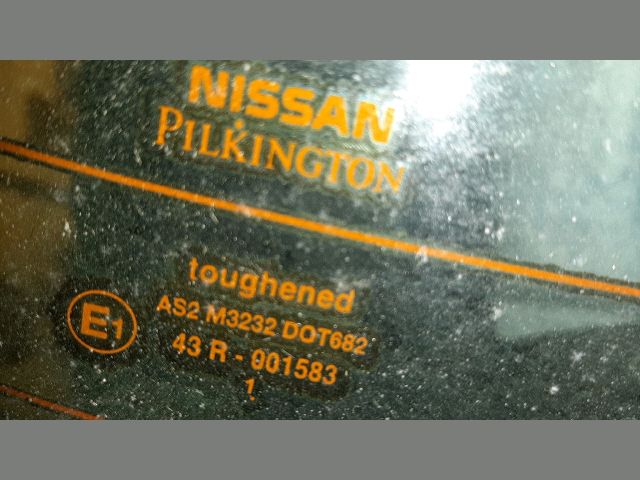 NISSAN
PILKINGTON
toughened
E1
AS2 M3232 DOT682
43 R - 001583
1